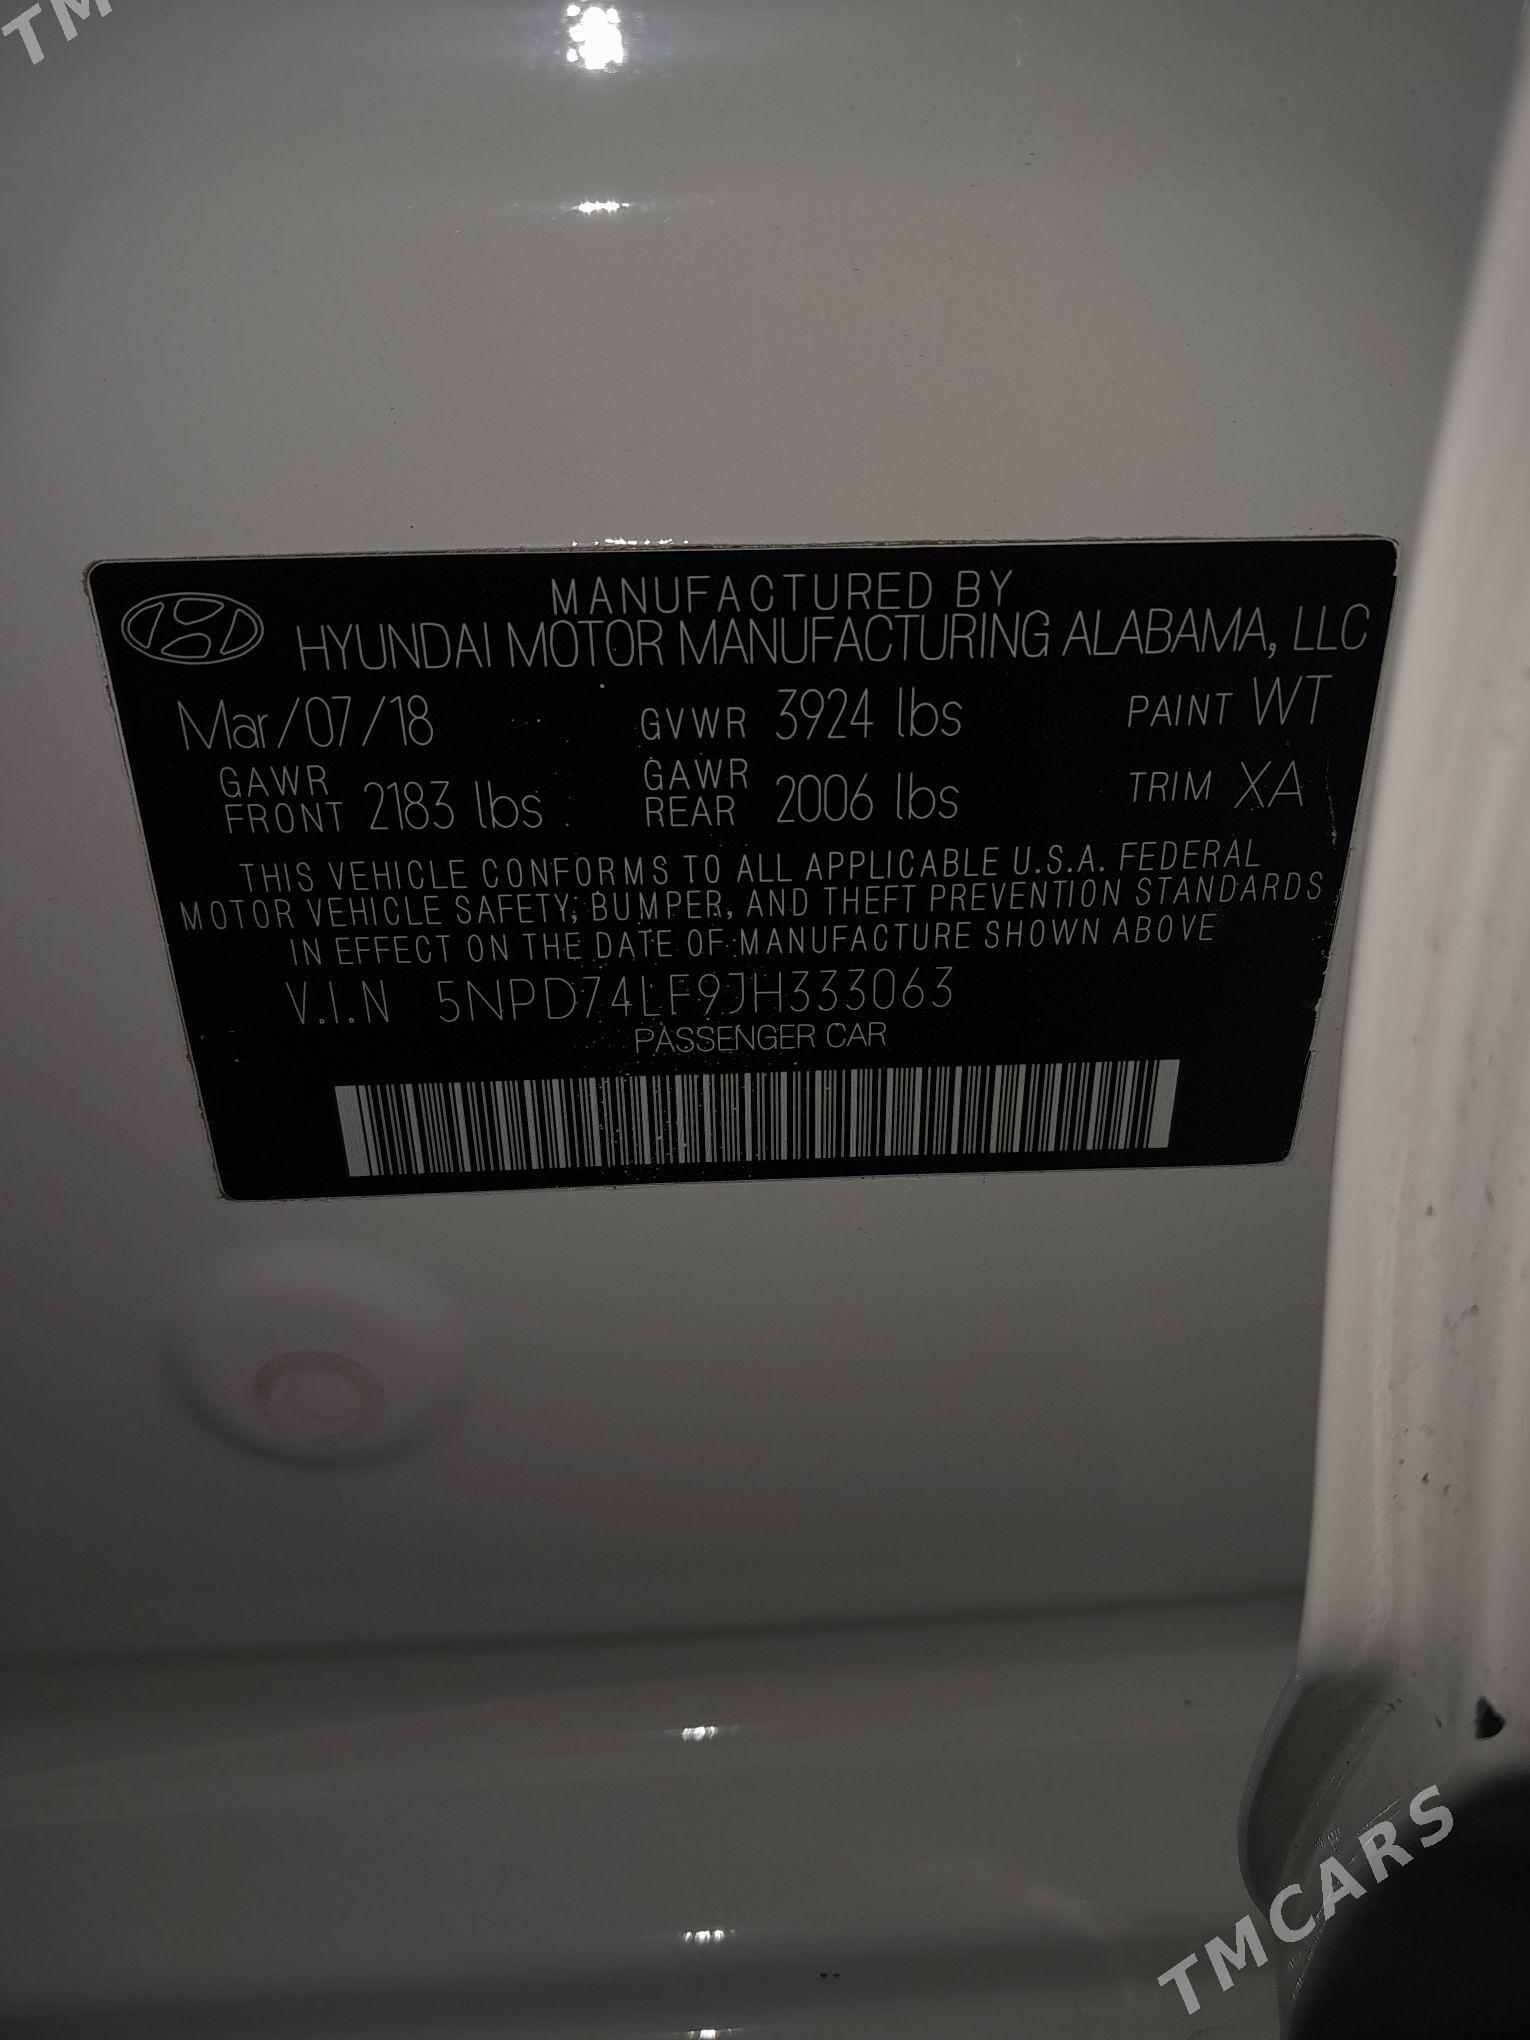 TM
MANUFACTURED BY
HYUNDAI MOTOR MANUFACTURING ALABAMA, LLC
Mar/07/18 GVWR 3924 lbs PAINT WT
GAWR FRONT 2183 lbs GAWR REAR 2006 lbs TRIM XA
THIS VEHICLE CONFORMS TO ALL APPLICABLE U.S.A. FEDERAL
MOTOR VEHICLE SAFETY, BUMPER, AND THEFT PREVENTION STANDARDS
IN EFFECT ON THE DATE OF MANUFACTURE SHOWN ABOVE
V.I.N 5NPD74LF9JH333063
PASSENGER CAR
TMCARS